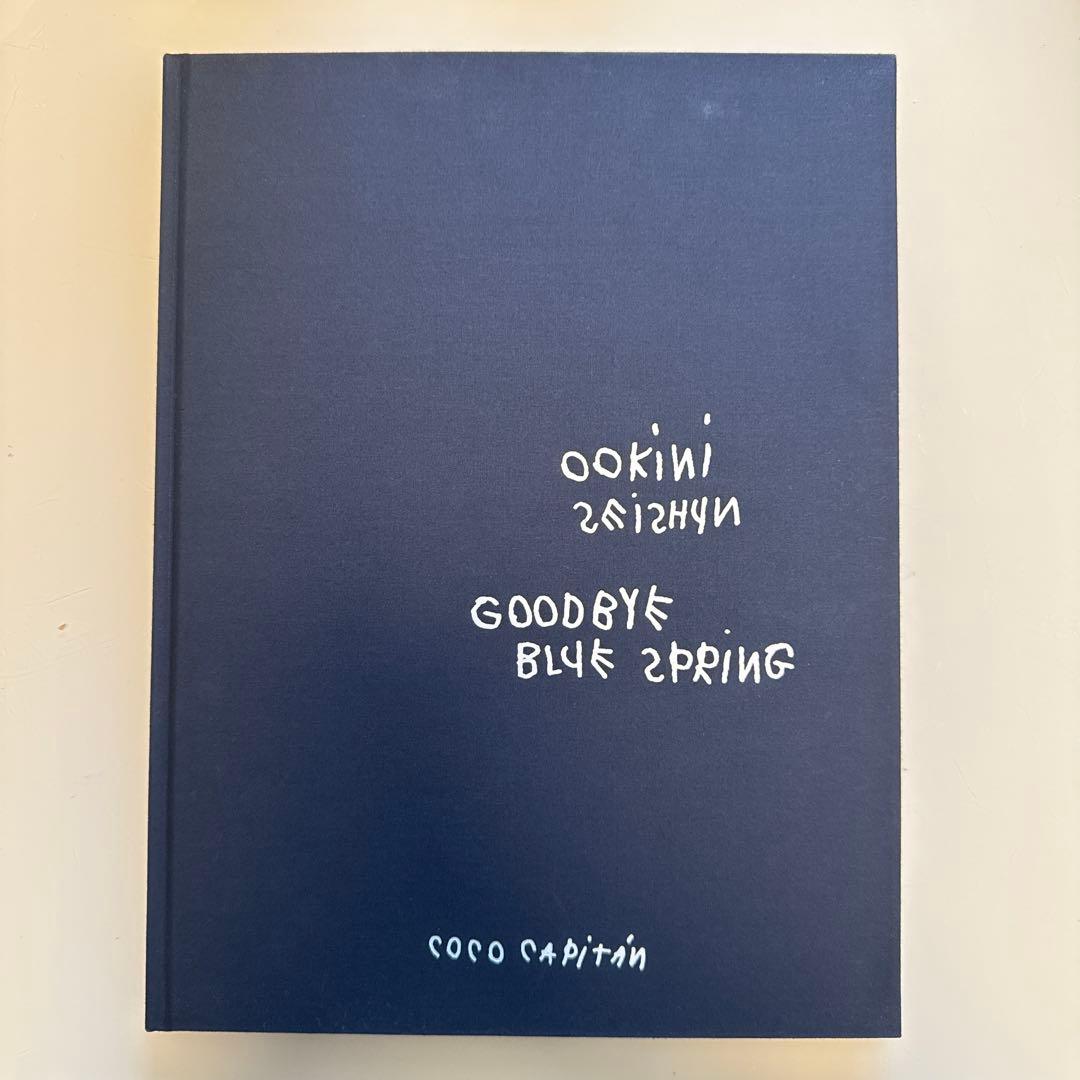 OOKiNi
SEiSHUN
GOODBYE
BLUE SPRiNG
COCO CAPiTÁN